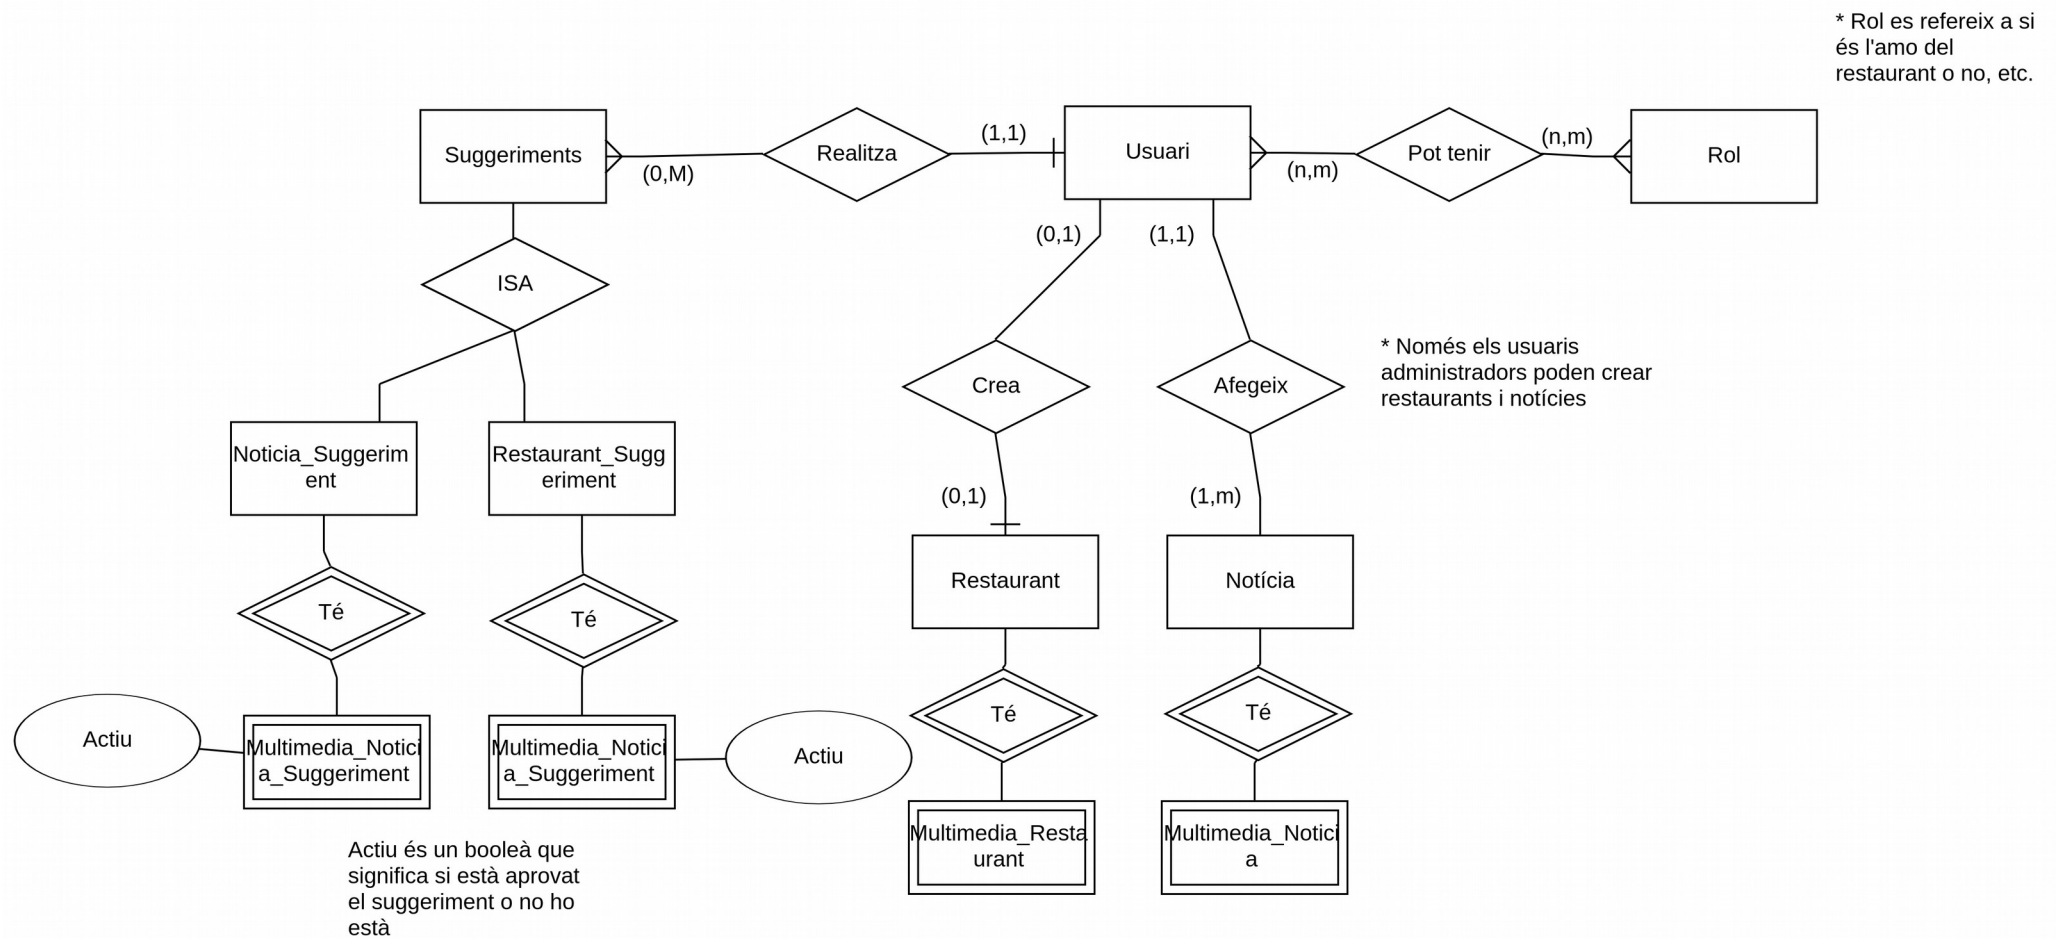 * Rol es refereix a si
és l'amo del
restaurant o no, etc.
Suggeriments
(0,M)
Realitza
(1,1)
Usuari
(n,m)
Pot tenir
(n,m)
Rol
(0,1)
(1,1)
ISA
Crea
Afegeix
* Només els usuaris
administradors poden crear
restaurants i notícies
Noticia_Suggerim
ent
Restaurant_Sugg
eriment
(0,1)
(1,m)
Restaurant
Notícia
Té
Té
Té
Té
Actiu
Multimedia_Notici
a_Suggeriment
Multimedia_Notici
a_Suggeriment
Actiu
Multimedia_Resta
urant
Multimedia_Notici
a
Actiu és un booleà que
significa si està aprovat
el suggeriment o no ho
està